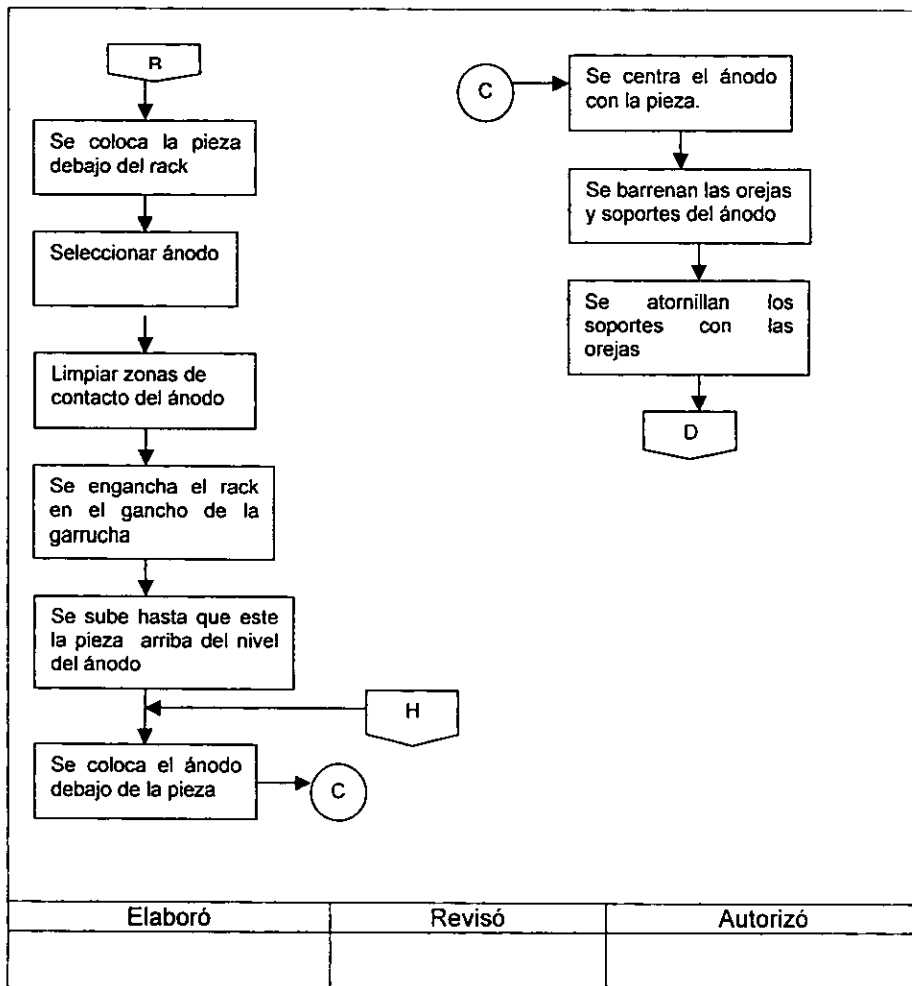 R
Se coloca la pieza
debajo del rack
Seleccionar ánodo
Limpiar zonas de
contacto del ánodo
Se engancha el rack
en el gancho de la
garrucha
Se sube hasta que este
la pieza arriba del nivel
del ánodo
H
Se coloca el ánodo
debajo de la pieza
C
C
Se centra el ánodo
con la pieza.
Se barrenan las orejas
y soportes del ánodo
Se atornillan los
soportes con las
orejas
D
Elaboró Revisó Autorizó